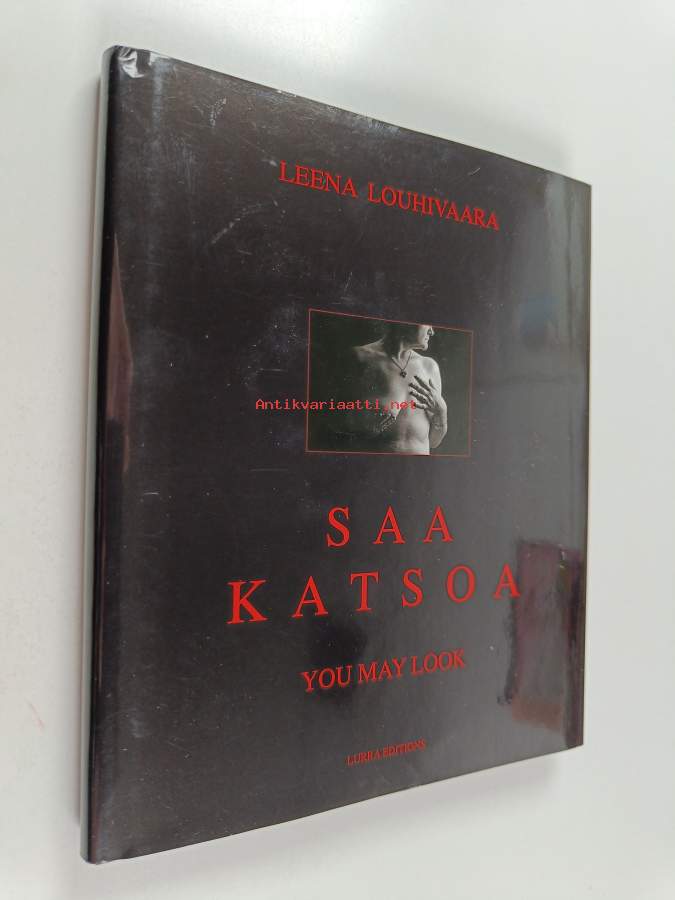 LEENA LOUHIVAARA
Antikvariaatti.net
SAA
KATSOA
YOU MAY LOOK
LURRA EDITIONS